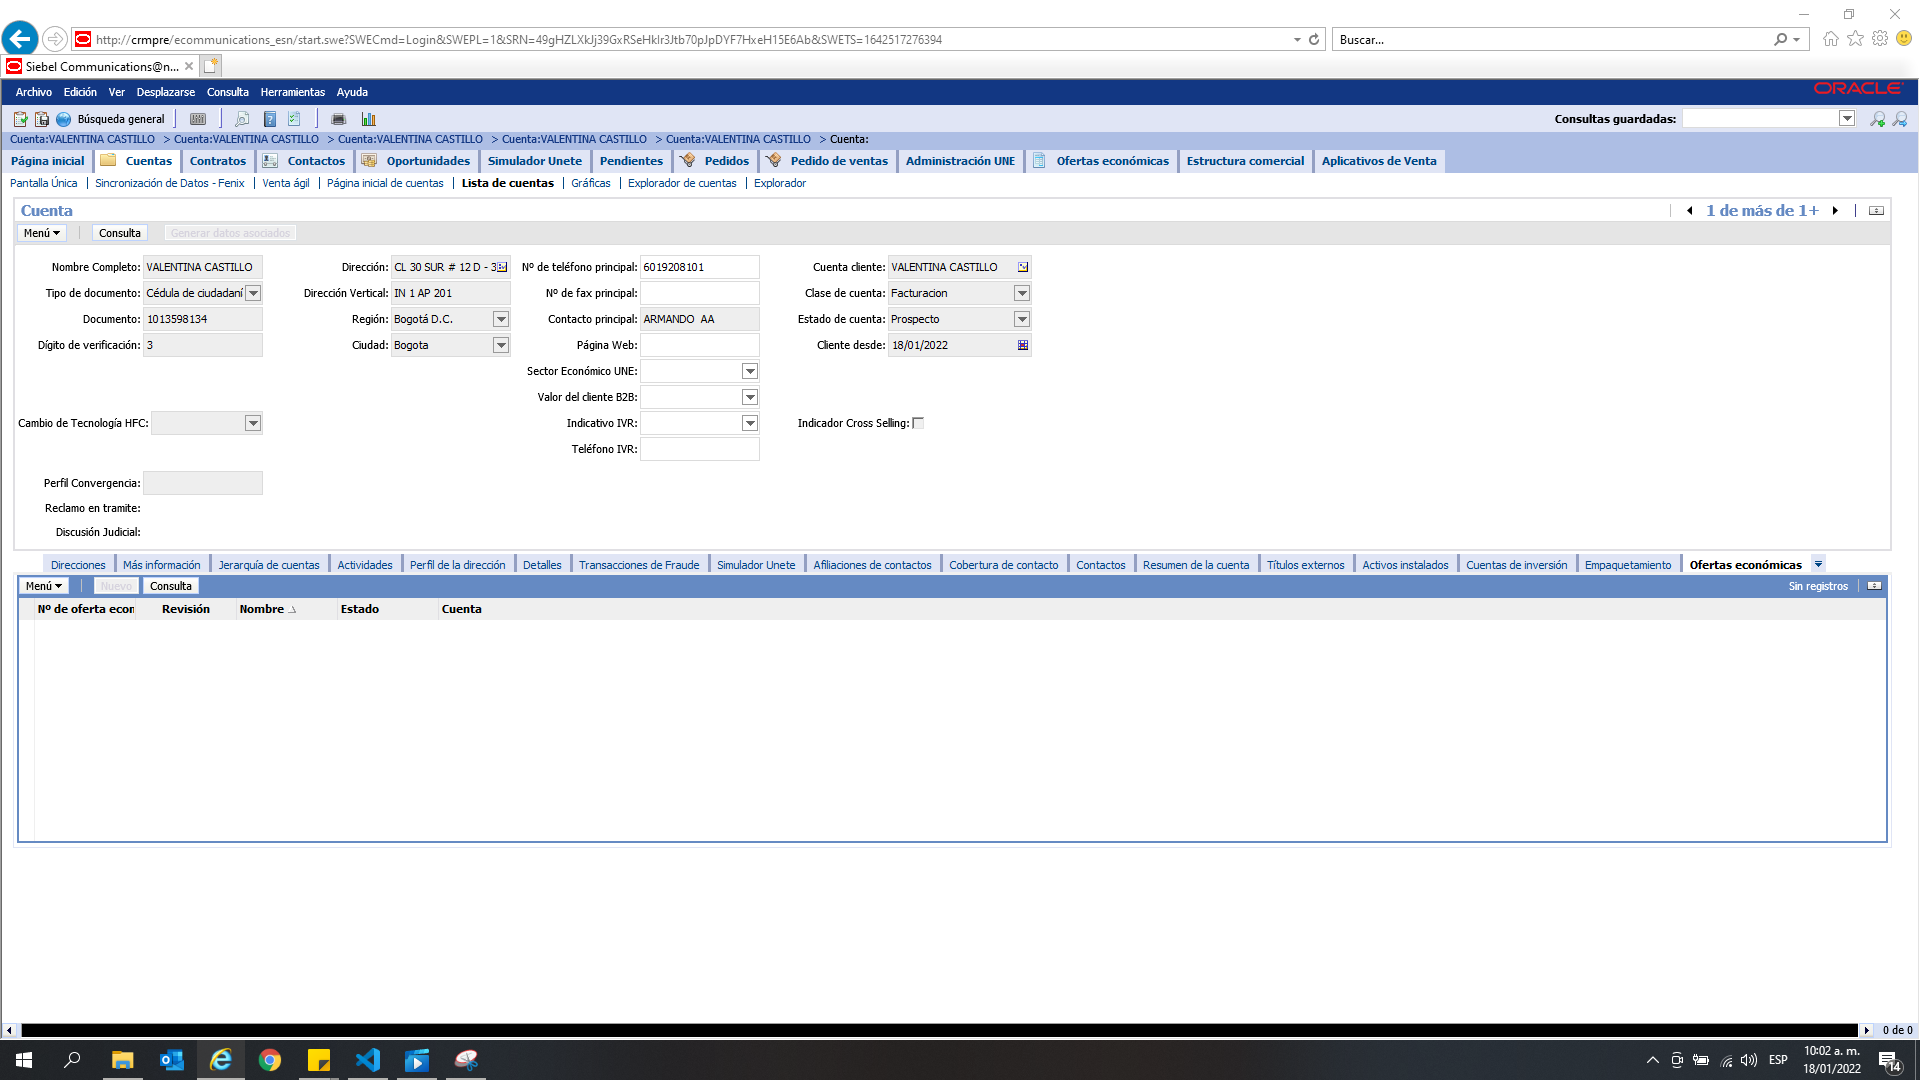 http://crmpre/ecommunications_esn/start.swe?SWECmd=Login&SWEPL=1&SRN=49gHZLXkJj39GxRSeHkIr3Jtb70pJpDYF7HxeH15E6Ab&SWETS=1642517276394
Buscar...
Siebel Communications@n...
Archivo Edición Ver Desplazarse Consulta Herramientas Ayuda
ORACLE
Búsqueda general
Consultas guardadas:
Cuenta:VALENTINA CASTILLO > Cuenta:VALENTINA CASTILLO > Cuenta:VALENTINA CASTILLO > Cuenta:VALENTINA CASTILLO > Cuenta:VALENTINA CASTILLO > Cuenta:
Página inicial Cuentas Contratos Contactos Oportunidades Simulador Unete Pendientes Pedidos Pedido de ventas Administración UNE Ofertas económicas Estructura comercial Aplicativos de Venta
Pantalla Única Sincronización de Datos - Fenix Venta ágil Página inicial de cuentas Lista de cuentas Gráficas Explorador de cuentas Explorador
Cuenta
1 de más de 1+
Menú Consulta Generar datos asociados
Nombre Completo: VALENTINA CASTILLO Dirección: CL 30 SUR # 12 D - 3 Nº de teléfono principal: 6019208101 Cuenta cliente: VALENTINA CASTILLO
Tipo de documento: Cédula de ciudadaní Dirección Vertical: IN 1 AP 201 Nº de fax principal: Clase de cuenta: Facturacion
Documento: 1013598134 Región: Bogotá D.C. Contacto principal: ARMANDO AA Estado de cuenta: Prospecto
Dígito de verificación: 3 Ciudad: Bogota Página Web: Cliente desde: 18/01/2022
Sector Económico UNE:
Valor del cliente B2B:
Cambio de Tecnología HFC: Indicativo IVR: Indicador Cross Selling:
Teléfono IVR:
Perfil Convergencia:
Reclamo en tramite:
Discusión Judicial:
Direcciones Más información Jerarquía de cuentas Actividades Perfil de la dirección Detalles Transacciones de Fraude Simulador Unete Afiliaciones de contactos Cobertura de contacto Contactos Resumen de la cuenta Títulos externos Activos instalados Cuentas de inversión Empaquetamiento Ofertas económicas
Menú Nuevo Consulta
Sin registros
Nº de oferta econ Revisión Nombre Estado Cuenta
0 de 0
ESP
10:02 a. m.
18/01/2022
14